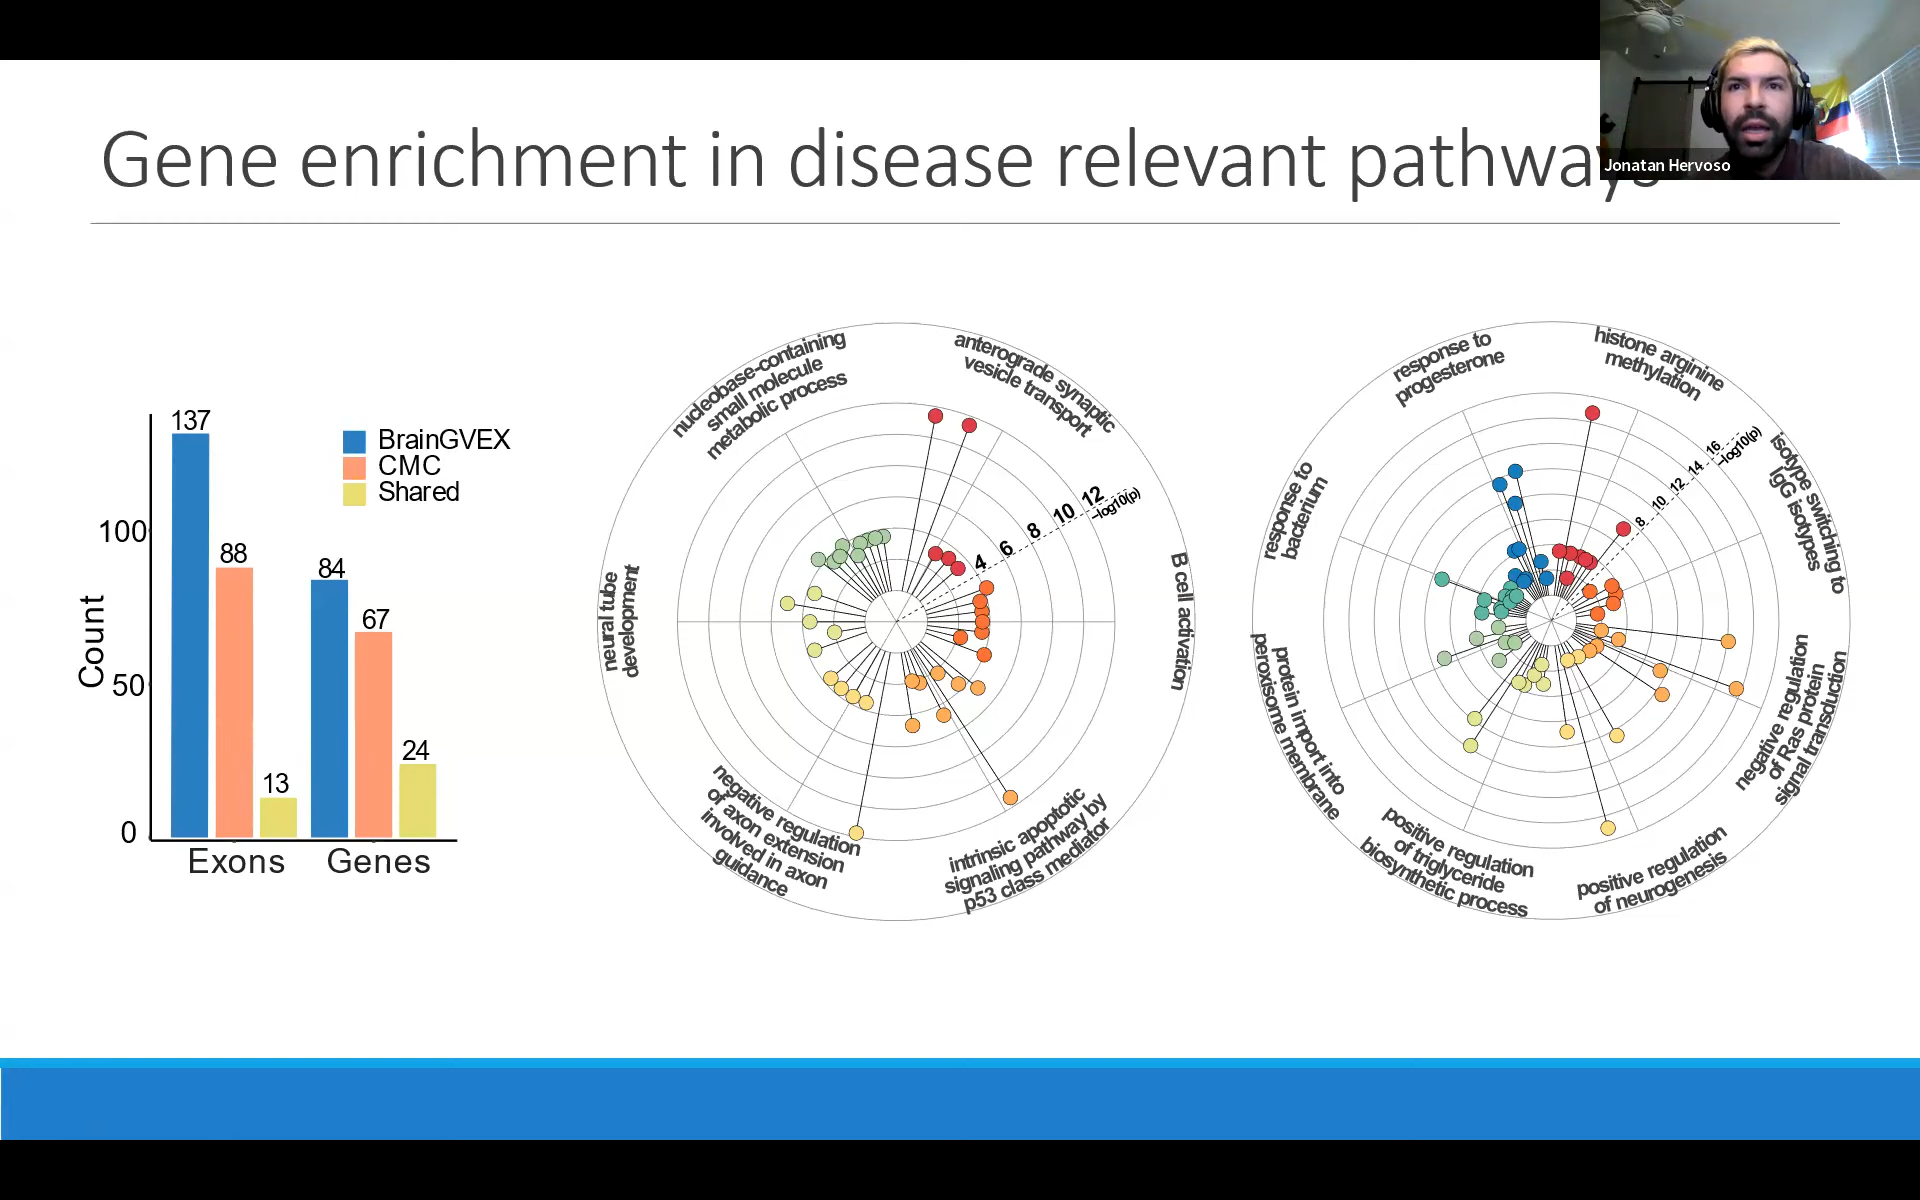 Gene enrichment in disease relevant pathways
Jonatan Hervoso
137
88
13
84
67
24
BrainGVEX
CMC
Shared
Count
100
50
0
Exons
Genes
nucleobase-containing
small molecule
metabolic process
anterograde synaptic
vesicle transport
B cell activation
intrinsic apoptotic
signaling pathway by
p53 class mediator
negative regulation
of axon extension
involved in axon
guidance
neural tube
development
4
6
8
10
12
-log10(p)
response to
progesterone
histone arginine
methylation
isotype switching to
IgG isotypes
negative regulation
of Ras protein
signal transduction
positive regulation
of neurogenesis
positive regulation
of triglyceride
biosynthetic process
protein import into
peroxisome membrane
response to
bacterium
8
10
12
14
16
-log10(p)